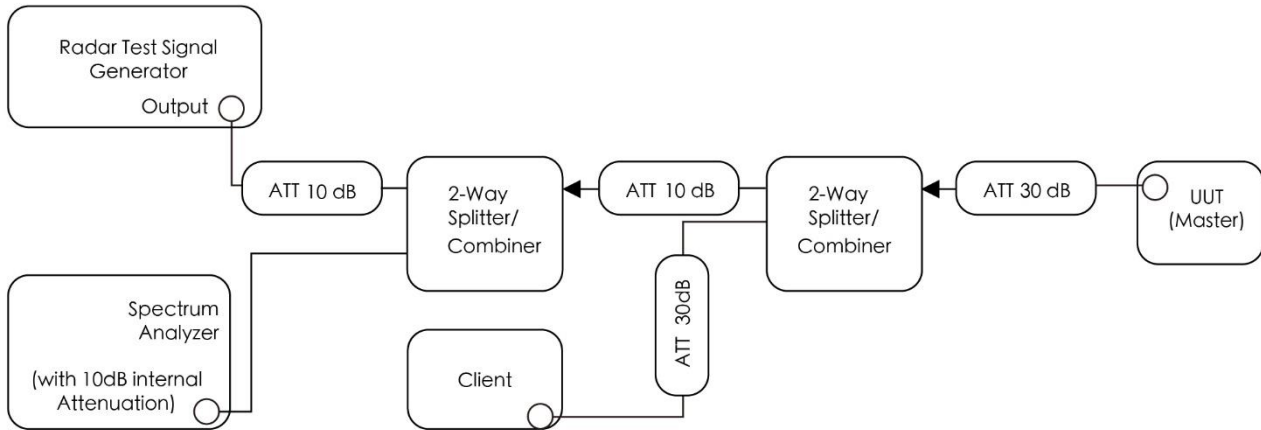 Radar Test Signal
Generator
Output
ATT 10 dB
2-Way
Splitter/
Combiner
ATT 10 dB
2-Way
Splitter/
Combiner
ATT 30 dB
UUT
(Master)
Spectrum
Analyzer
(with 10dB internal
Attenuation)
Client
ATT 30dB